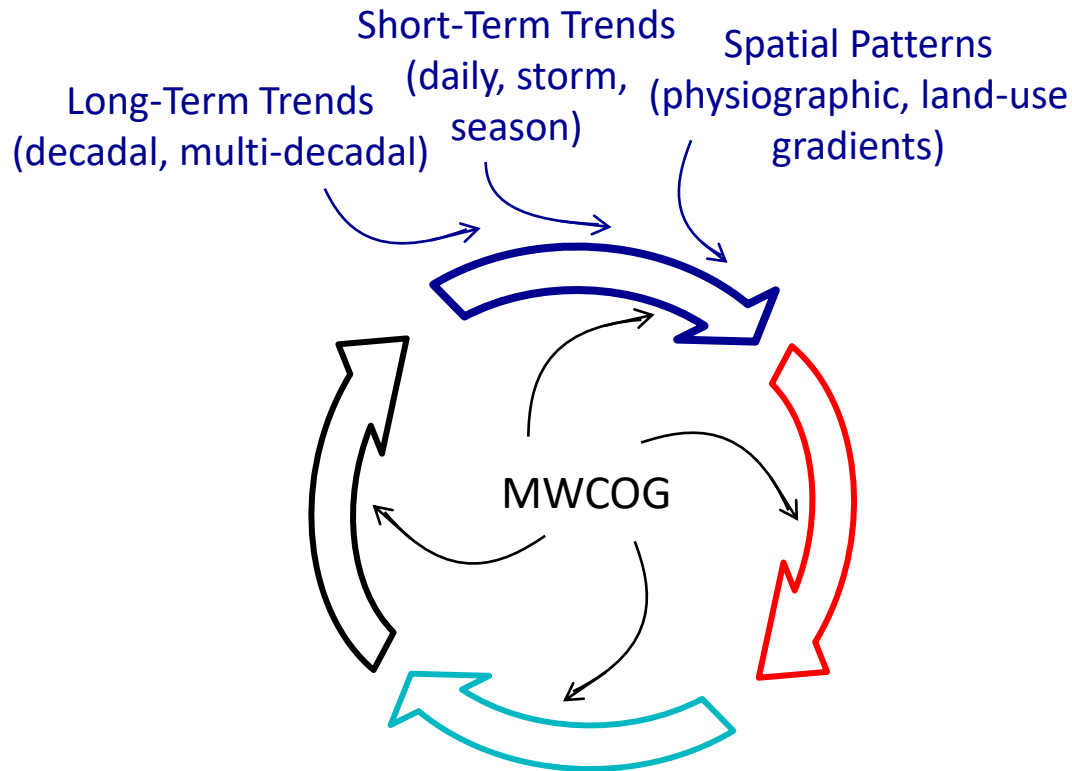 Long-Term Trends
(decadal, multi-decadal)
Short-Term Trends
(daily, storm,
season)
Spatial Patterns
(physiographic, land-use
gradients)
MWCOG